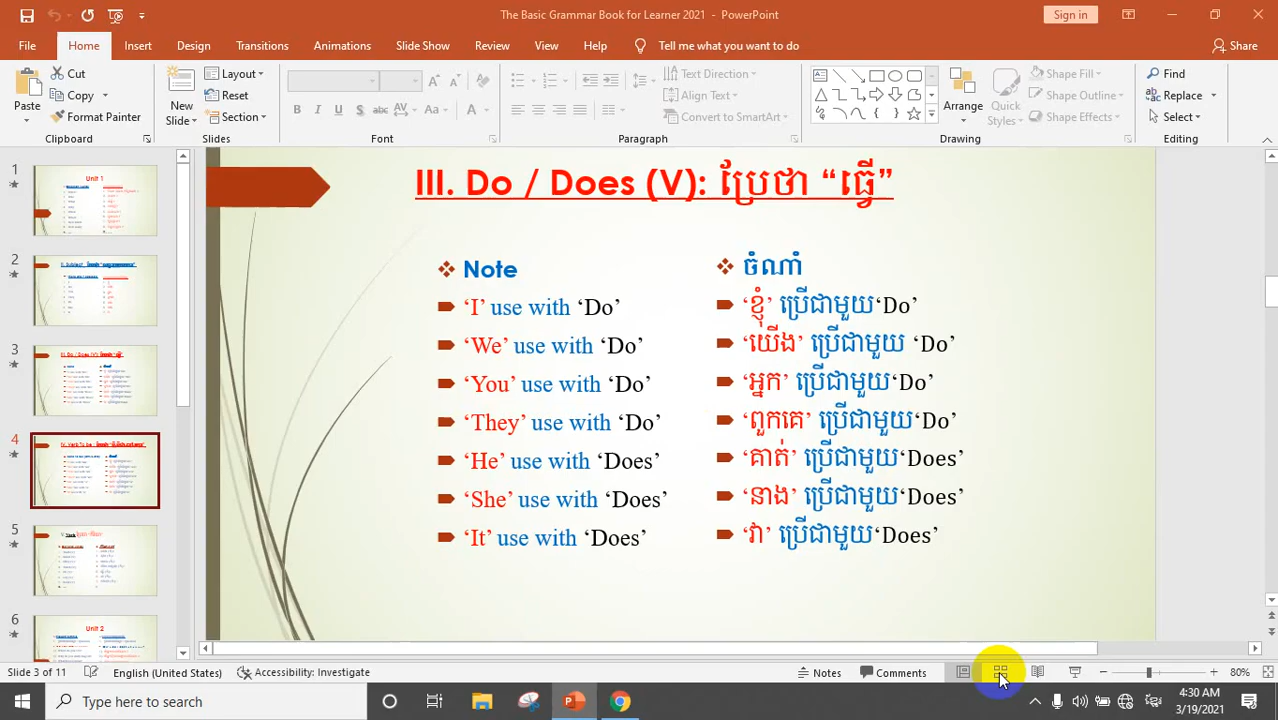 The Basic Grammar Book for Learner 2021 - PowerPoint
Sign in
File Home Insert Design Transitions Animations Slide Show Review View Help Tell me what you want to do Share
Paste
Cut
Copy
Format Painter
Clipboard
New Slide
Layout
Reset
Section
Slides
Font
Paragraph
Text Direction
Align Text
Convert to SmartArt
Arrange
Quick Styles
Shape Fill
Shape Outline
Shape Effects
Drawing
Find
Replace
Select
Editing
1
Unit 1
2
3
4
5
6
Unit 2
III. Do / Does (V): ប្រែថា “ធ្វើ”
Note
‘I’ use with ‘Do’
‘We’ use with ‘Do’
‘You’ use with ‘Do’
‘They’ use with ‘Do’
‘He’ use with ‘Does’
‘She’ use with ‘Does’
‘It’ use with ‘Does’
ចំណាំ
‘ខ្ញុំ’ ប្រើជាមួយ‘Do’
‘យើង’ ប្រើជាមួយ ‘Do’
‘អ្នក’ ប្រើជាមួយ‘Do’
‘ពួកគេ’ ប្រើជាមួយ‘Do’
‘គាត់’ ប្រើជាមួយ‘Does’
‘នាង’ ប្រើជាមួយ‘Does’
‘វា’ ប្រើជាមួយ‘Does’
Slide 3 of 11 English (United States) Accessibility: Investigate Notes Comments 80%
Type here to search
4:30 AM
3/19/2021